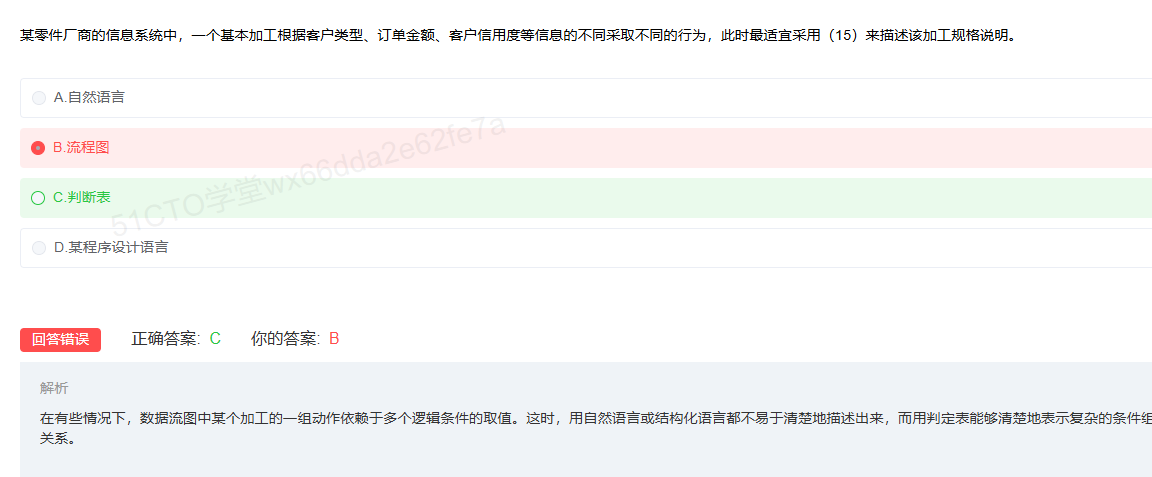 某零件厂商的信息系统中，一个基本加工根据客户类型、订单金额、客户信用度等信息的不同采取不同的行为，此时最适宜采用（15）来描述该加工规格说明。
A.自然语言
B.流程图
C.判断表
D.某程序设计语言
51CTO学堂wx66dda2e62fe7a
回答错误 正确答案: C 你的答案: B
解析
在有些情况下，数据流图中某个加工的一组动作依赖于多个逻辑条件的取值。这时，用自然语言或结构化语言都不易于清楚地描述出来，而用判定表能够清楚地表示复杂的条件组
关系。